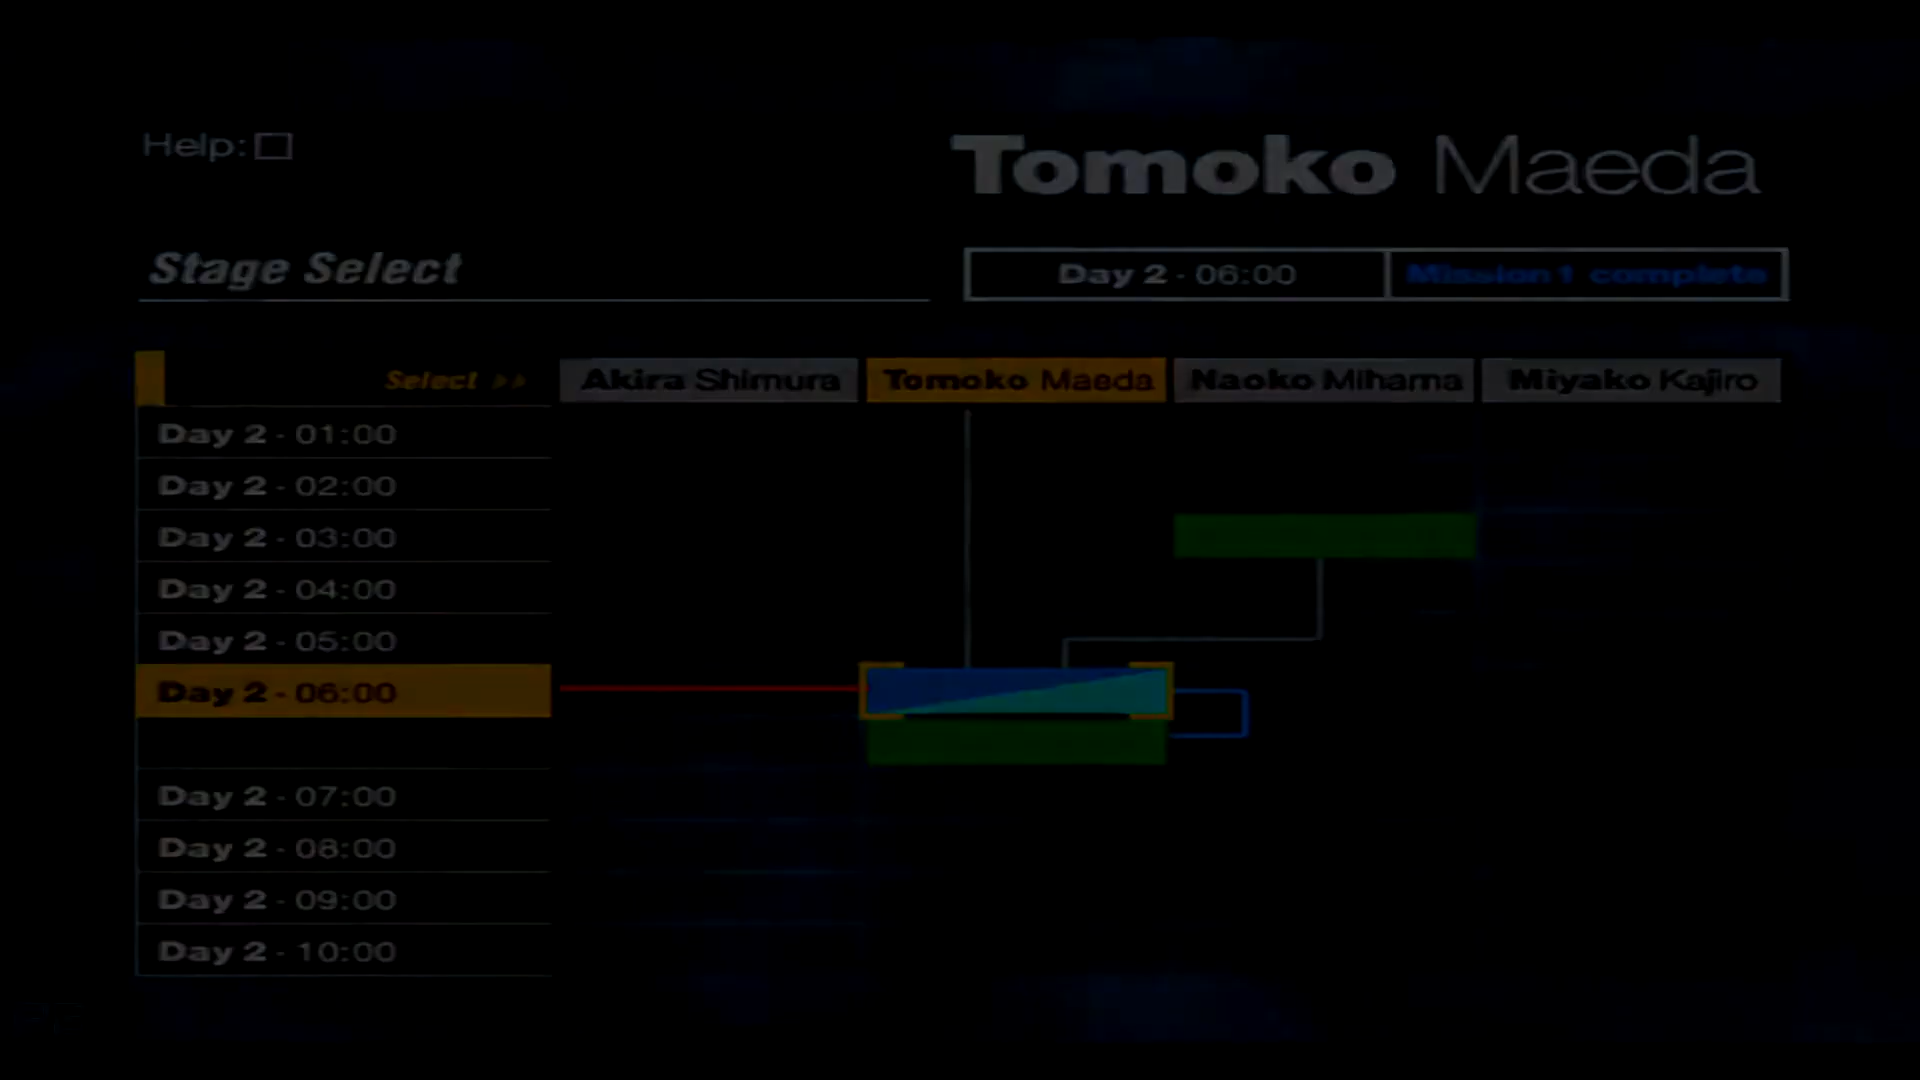 Help:
Tomoko Maeda
Stage Select
Day 2 - 06:00
Mission 1 complete
Select
Akira Shimura
Tomoko Maeda
Naoko Mihama
Miyako Kajiro
Day 2 - 01:00
Day 2 - 02:00
Day 2 - 03:00
Day 2 - 04:00
Day 2 - 05:00
Day 2 - 06:00
Day 2 - 07:00
Day 2 - 08:00
Day 2 - 09:00
Day 2 - 10:00